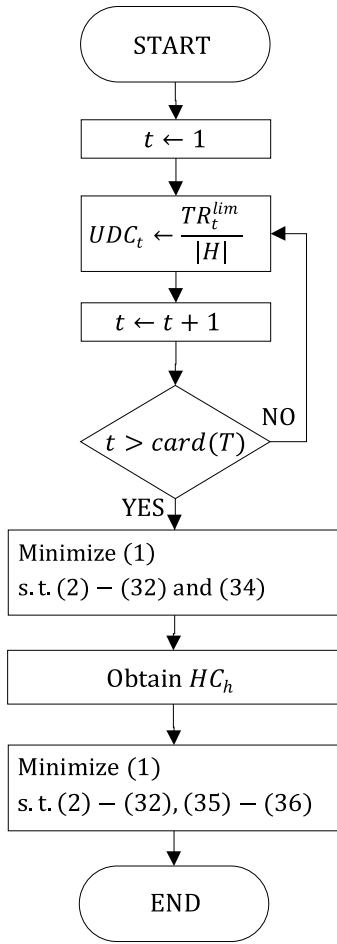 START
t ← 1
UDC_t ← TR_t^{lim} / |H|
t ← t + 1
NO
t > card(T)
YES
Minimize (1)
s.t. (2) − (32) and (34)
Obtain HC_h
Minimize (1)
s.t. (2) − (32), (35) − (36)
END